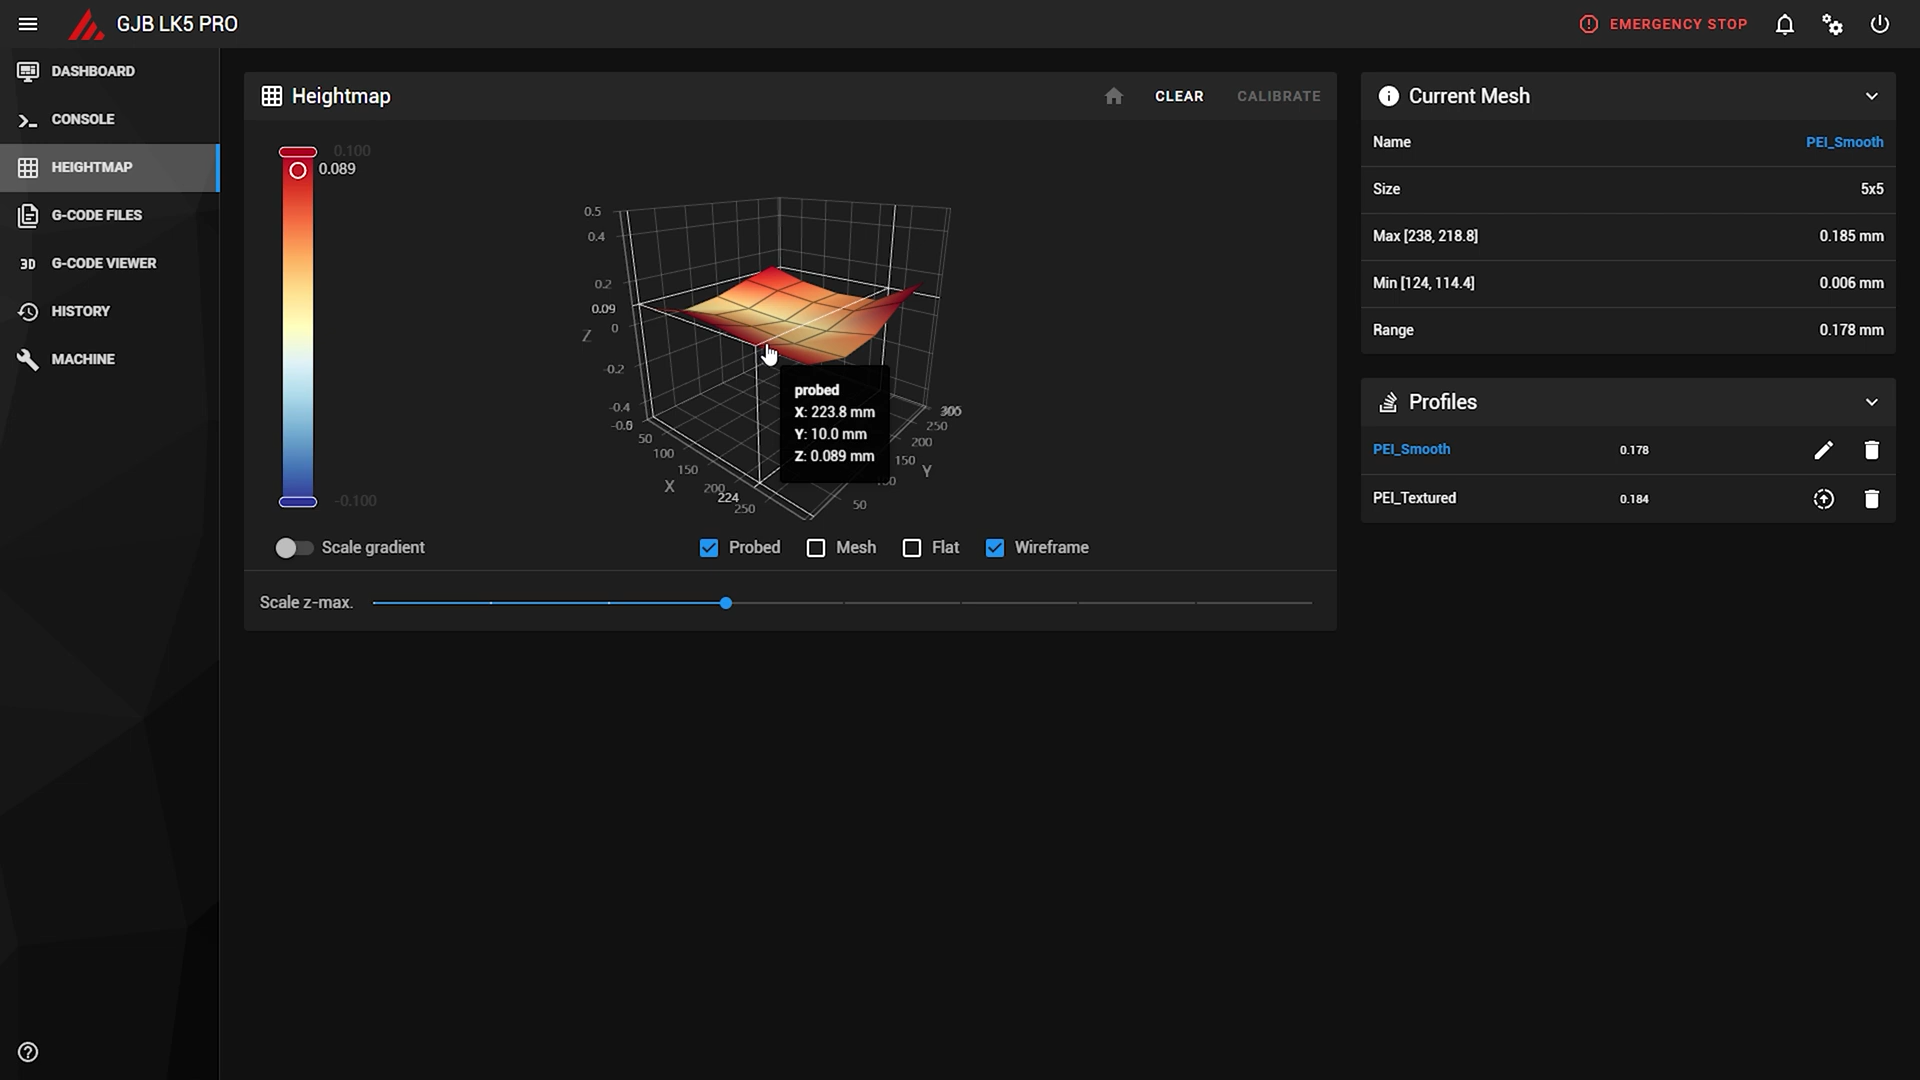 GJB LK5 PRO
EMERGENCY STOP
DASHBOARD
CONSOLE
HEIGHTMAP
G-CODE FILES
3D G-CODE VIEWER
HISTORY
MACHINE
Heightmap
CLEAR
CALIBRATE
0.100
0.089
-0.100
0.5
0.4
0.2
0.09
0
Z
-0.2
-0.4
50
100
150
200
224
250
X
50
150
200
250
Y
probed
X: 223.8 mm
Y: 10.0 mm
Z: 0.089 mm
Scale gradient
Probed
Mesh
Flat
Wireframe
Scale z-max.
Current Mesh
Name PEI_Smooth
Size 5x5
Max [238, 218.8] 0.185 mm
Min [124, 114.4] 0.006 mm
Range 0.178 mm
Profiles
PEI_Smooth 0.178
PEI_Textured 0.184